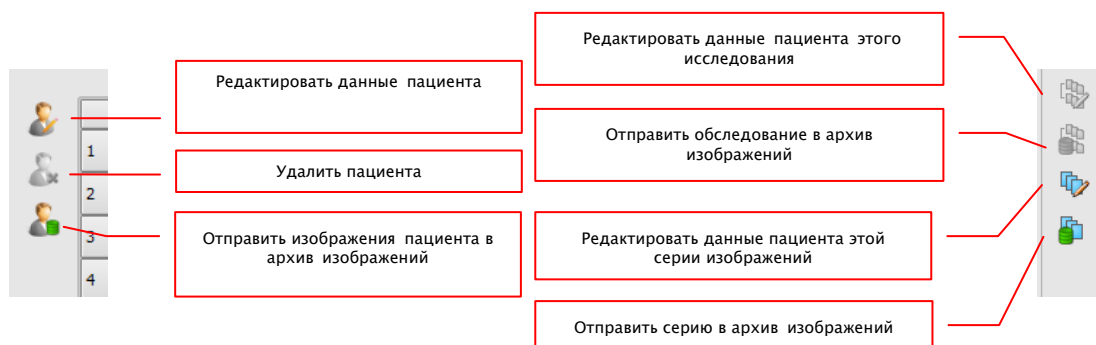 Редактировать данные пациента
Удалить пациента
Отправить изображения пациента в
архив изображений
1
2
3
4
Редактировать данные пациента этого
исследования
Отправить обследование в архив
изображений
Редактировать данные пациента этой
серии изображений
Отправить серию в архив изображений